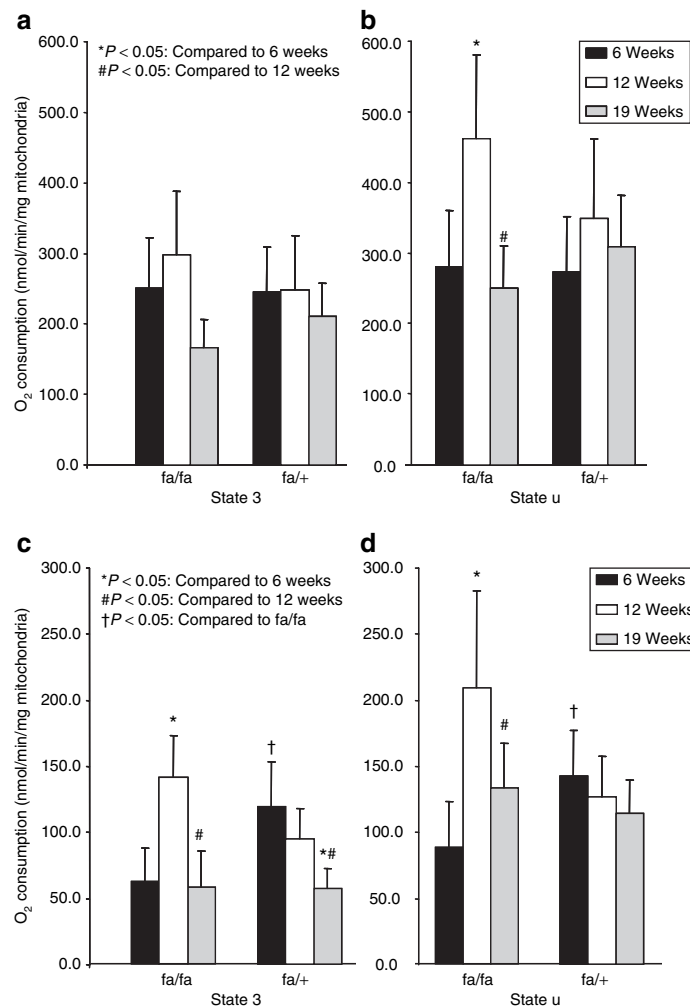 a
600.0
500.0
400.0
300.0
200.0
100.0
0.0
O2 consumption (nmol/min/mg mitochondria)
*P < 0.05: Compared to 6 weeks
#P < 0.05: Compared to 12 weeks
fa/fa
fa/+
State 3
b
600.0
500.0
400.0
300.0
200.0
100.0
0.0
*
#
6 Weeks
12 Weeks
19 Weeks
fa/fa
fa/+
State u
c
300.0
250.0
200.0
150.0
100.0
50.0
0.0
O2 consumption (nmol/min/mg mitochondria)
*P < 0.05: Compared to 6 weeks
#P < 0.05: Compared to 12 weeks
†P < 0.05: Compared to fa/fa
*
#
†
*#
fa/fa
fa/+
State 3
d
300.0
250.0
200.0
150.0
100.0
50.0
0.0
*
#
†
6 Weeks
12 Weeks
19 Weeks
fa/fa
fa/+
State u